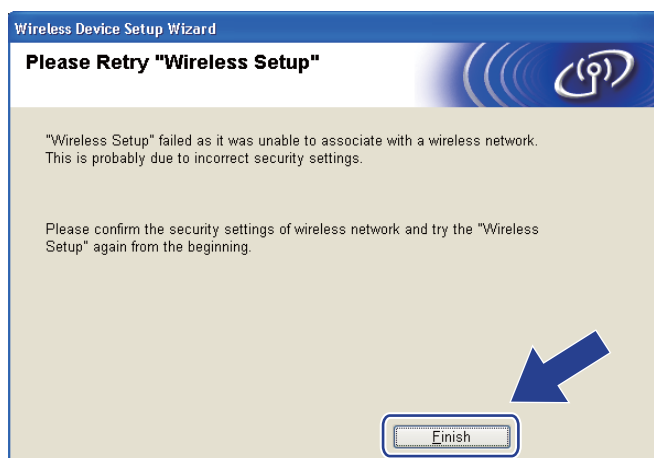 Wireless Device Setup Wizard
Please Retry "Wireless Setup"
"Wireless Setup" failed as it was unable to associate with a wireless network.
This is probably due to incorrect security settings.
Please confirm the security settings of wireless network and try the "Wireless
Setup" again from the beginning.
Finish